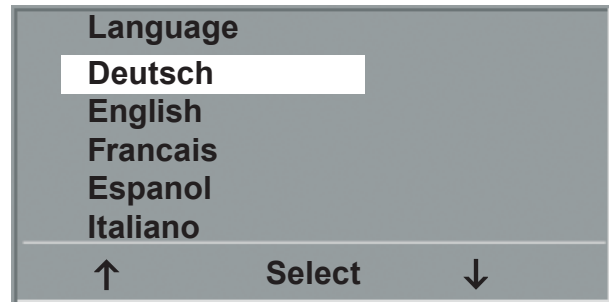 Language
Deutsch
English
Francais
Espanol
Italiano
↑ Select ↓